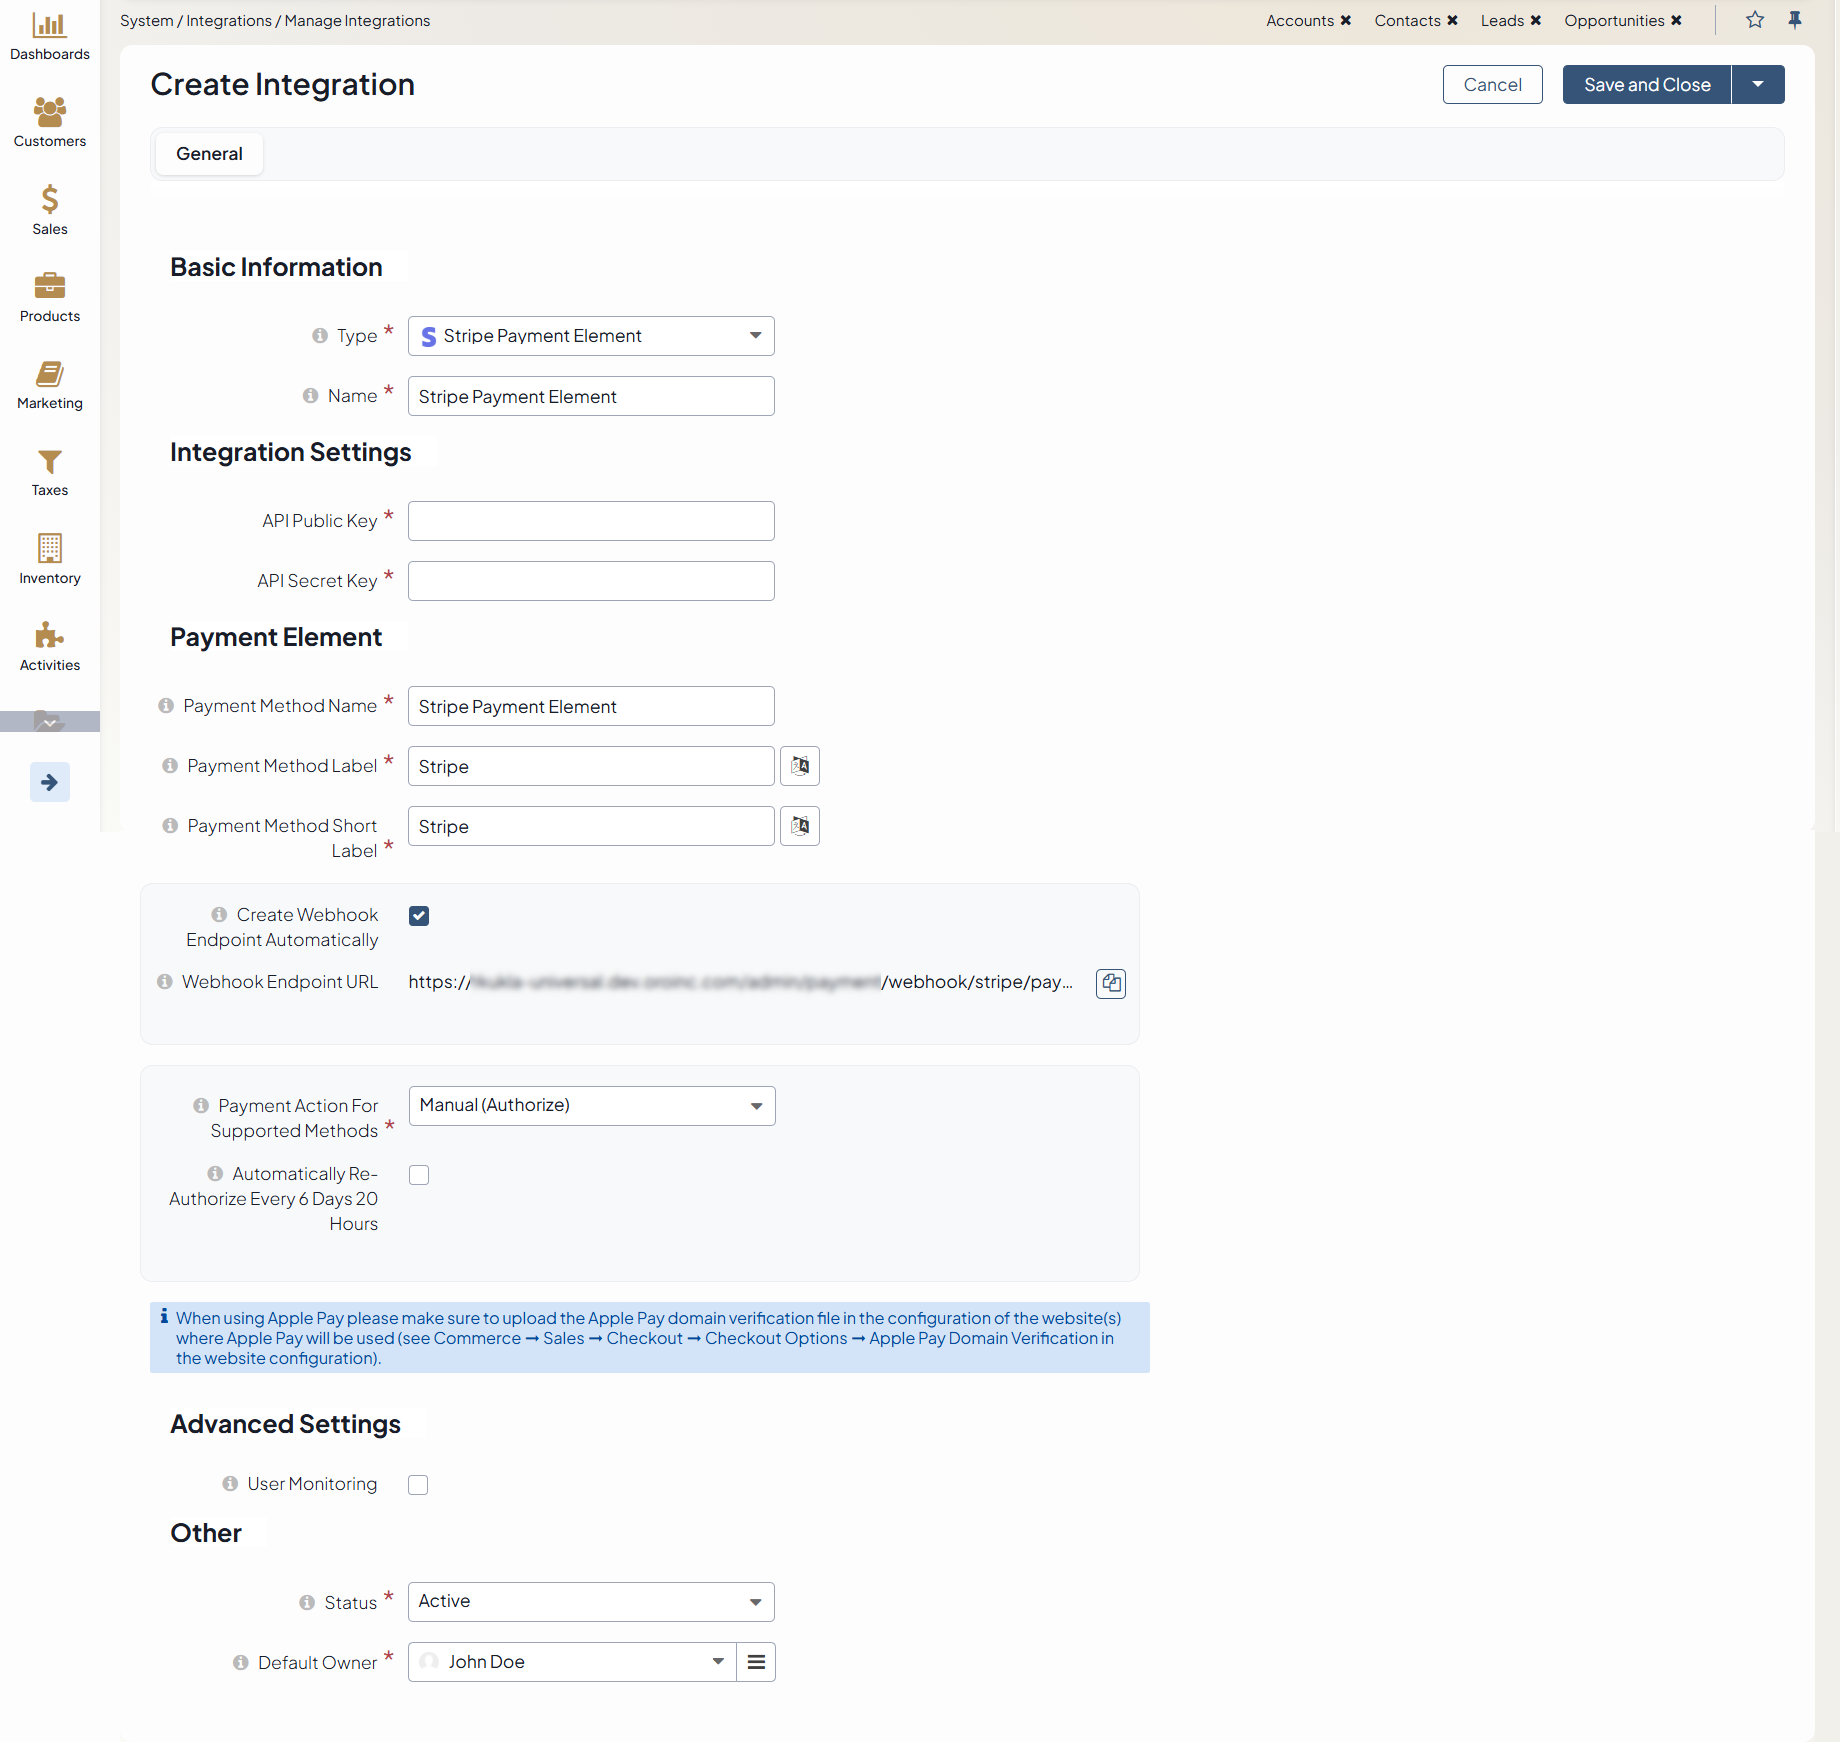 System / Integrations / Manage Integrations
Accounts ✖ Contacts ✖ Leads ✖ Opportunities ✖
Dashboards
Customers
Sales
Products
Marketing
Taxes
Inventory
Activities
Create Integration
Cancel
Save and Close
General
Basic Information
Type *
Stripe Payment Element
Name *
Stripe Payment Element
Integration Settings
API Public Key *
API Secret Key *
Payment Element
Payment Method Name *
Stripe Payment Element
Payment Method Label *
Stripe
Payment Method Short
Label *
Stripe
Create Webhook
Endpoint Automatically
Webhook Endpoint URL
https:// /webhook/stripe/pay...
Payment Action For
Supported Methods *
Manual (Authorize)
Automatically Re-
Authorize Every 6 Days 20
Hours
When using Apple Pay please make sure to upload the Apple Pay domain verification file in the configuration of the website(s)
where Apple Pay will be used (see Commerce → Sales → Checkout → Checkout Options → Apple Pay Domain Verification in
the website configuration).
Advanced Settings
User Monitoring
Other
Status *
Active
Default Owner *
John Doe